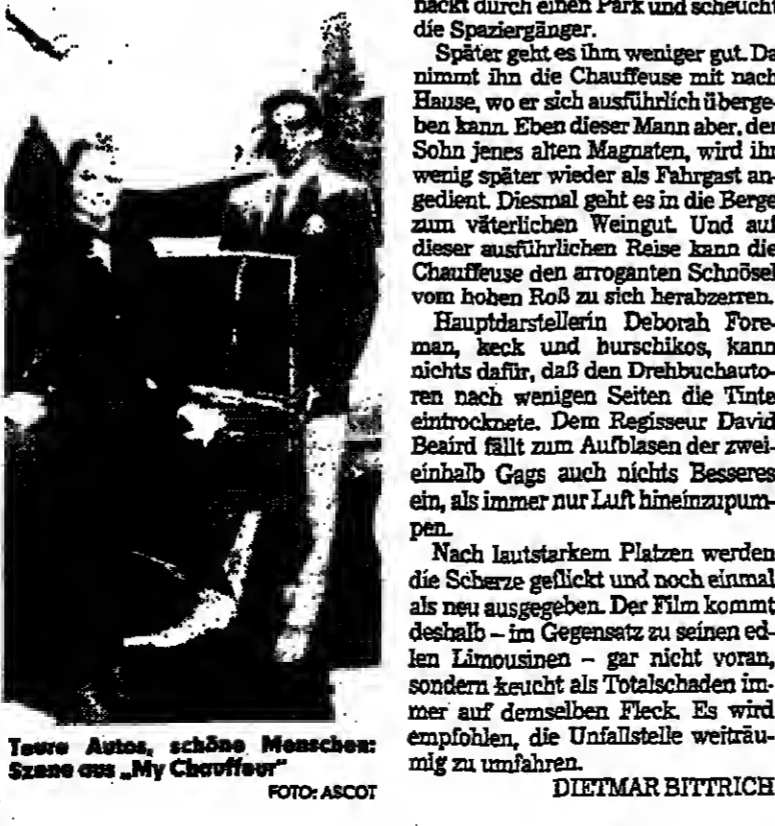 nackt durch einen Park und scheucht
die Spaziergänger.
Später geht es ihm weniger gut. Da
nimmt ihn die Chauffeuse mit nach
Hause, wo er sich ausführlich überge-
ben kann. Eben dieser Mann aber, der
Sohn jenes alten Magnaten, wird ihr
wenig später wieder als Fahrgast an-
gedient. Diesmal geht es in die Berge
zum väterlichen Weingut. Und auf
dieser ausführlichen Reise kann die
Chauffeuse den arroganten Schnösel
vom hohen Roß zu sich herabzerren.
Hauptdarstellerin Deborah Fore-
man, keck und burschikos, kann
nichts dafür, daß den Drehbuchauto-
ren nach wenigen Seiten die Tinte
eintrocknete. Dem Regisseur David
Beaird fällt zum Aufblasen der zwei-
einhalb Gags auch nichts Besseres
ein, als immer nur Luft hineinzupum-
pen.
Nach lautstarkem Platzen werden
die Scherze geflickt und noch einmal
als neu ausgegeben. Der Film kommt
deshalb – im Gegensatz zu seinen ed-
len Limousinen – gar nicht voran,
sondern keucht als Totalschaden im-
mer auf demselben Fleck. Es wird
empfohlen, die Unfallstelle weiträu-
mig zu umfahren.
DIETMAR BITTRICH
Teure Autos, schöne Menschen:
Szene aus „My Chauffeur“
FOTO: ASCOT